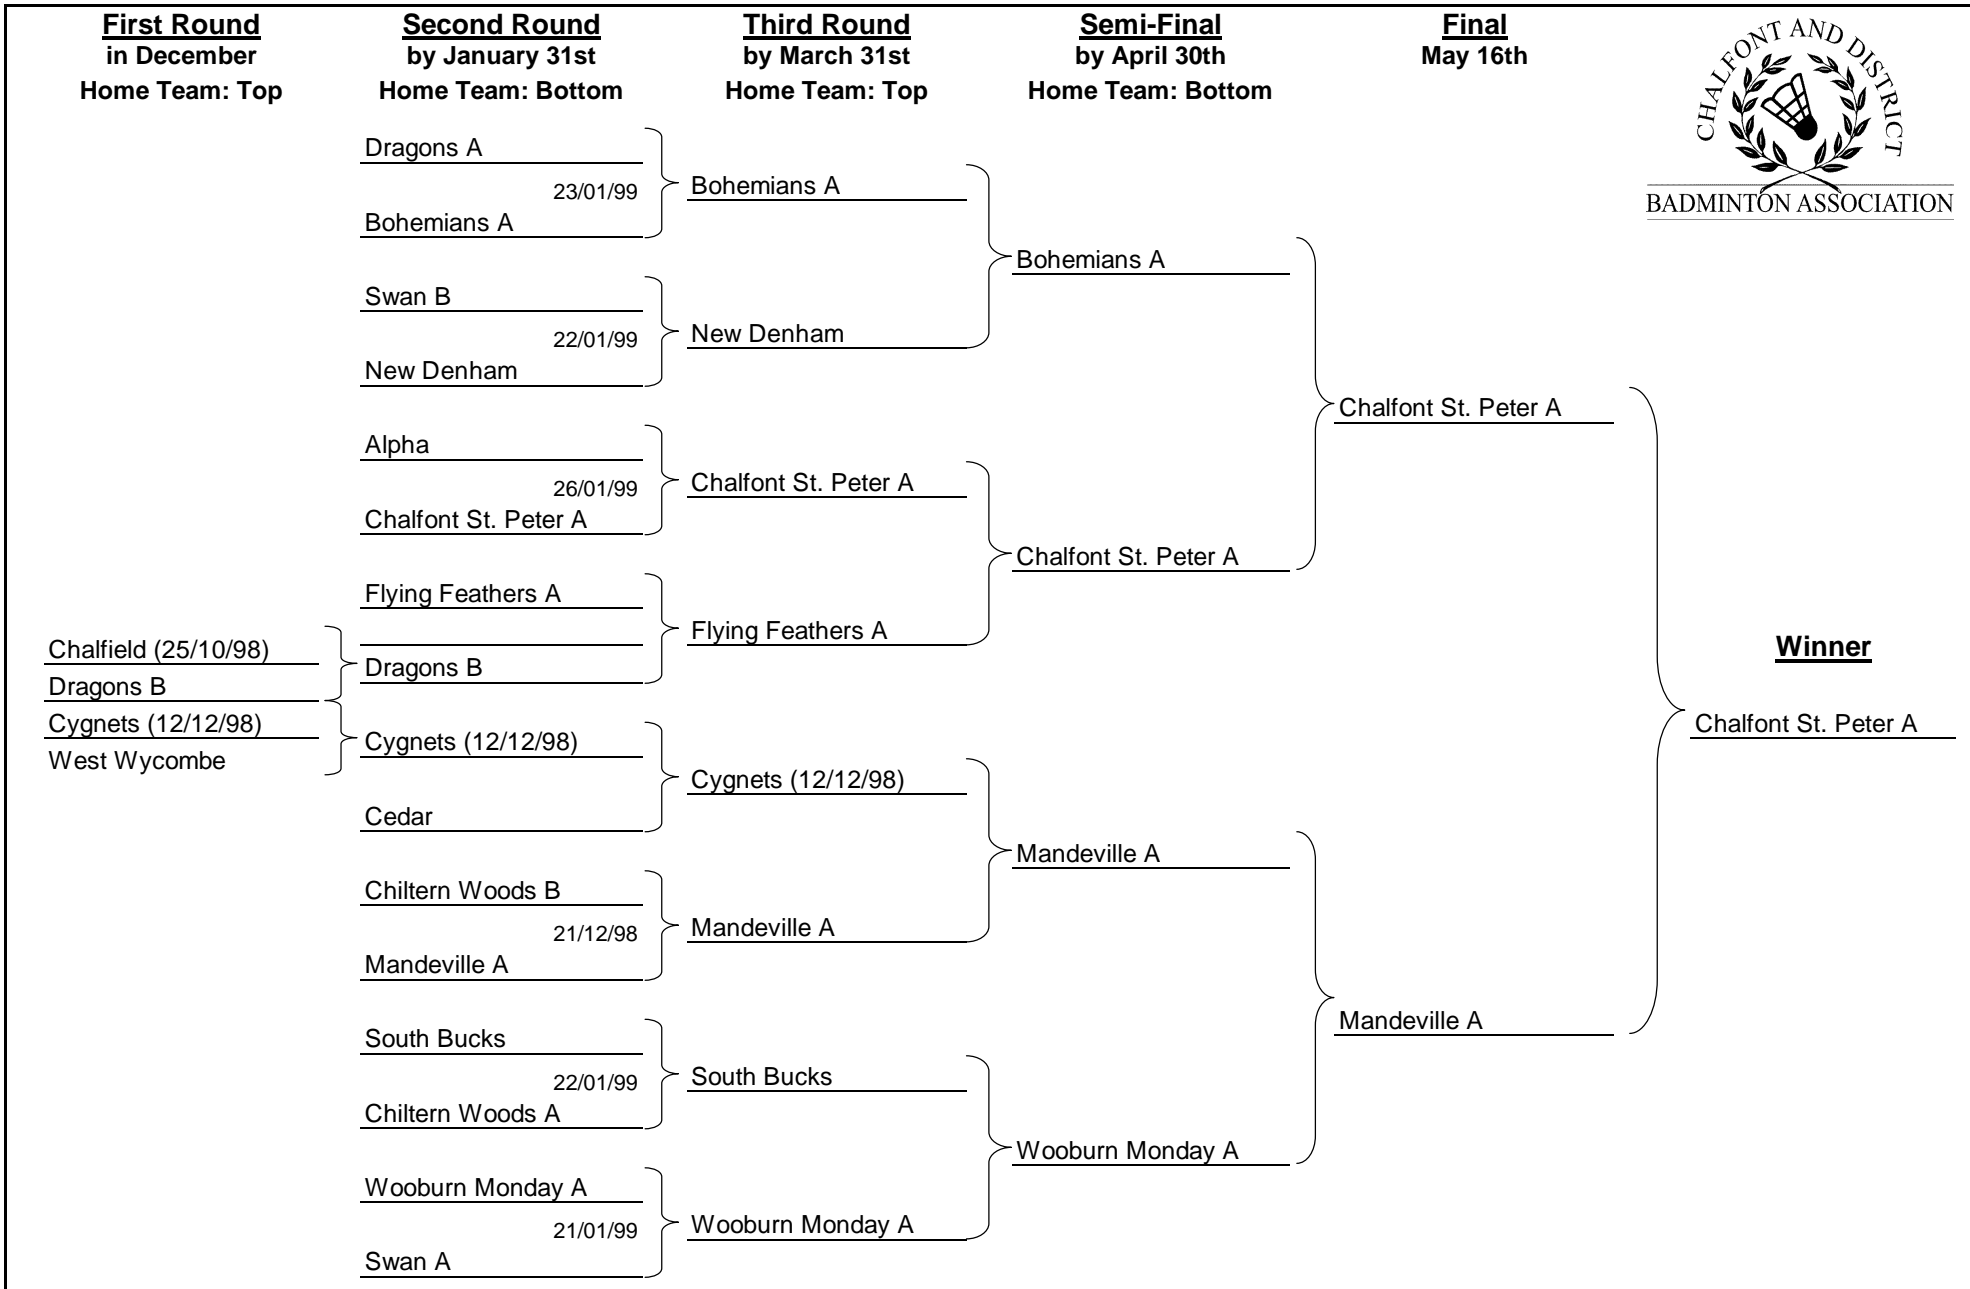 First Round
in December
Home Team: Top
Second Round
by January 31st
Home Team: Bottom
Third Round
by March 31st
Home Team: Top
Semi-Final
by April 30th
Home Team: Bottom
Final
May 16th
CHALFONT AND DISTRICT
BADMINTON ASSOCIATION
Chalfield (25/10/98)
Dragons B
Cygnets (12/12/98)
West Wycombe
Dragons A
23/01/99
Bohemians A
Swan B
22/01/99
New Denham
Alpha
26/01/99
Chalfont St. Peter A
Flying Feathers A
Dragons B
Cygnets (12/12/98)
Cedar
Chiltern Woods B
21/12/98
Mandeville A
South Bucks
22/01/99
Chiltern Woods A
Wooburn Monday A
21/01/99
Swan A
Bohemians A
New Denham
Chalfont St. Peter A
Flying Feathers A
Cygnets (12/12/98)
Mandeville A
South Bucks
Wooburn Monday A
Bohemians A
Chalfont St. Peter A
Mandeville A
Wooburn Monday A
Chalfont St. Peter A
Mandeville A
Winner
Chalfont St. Peter A